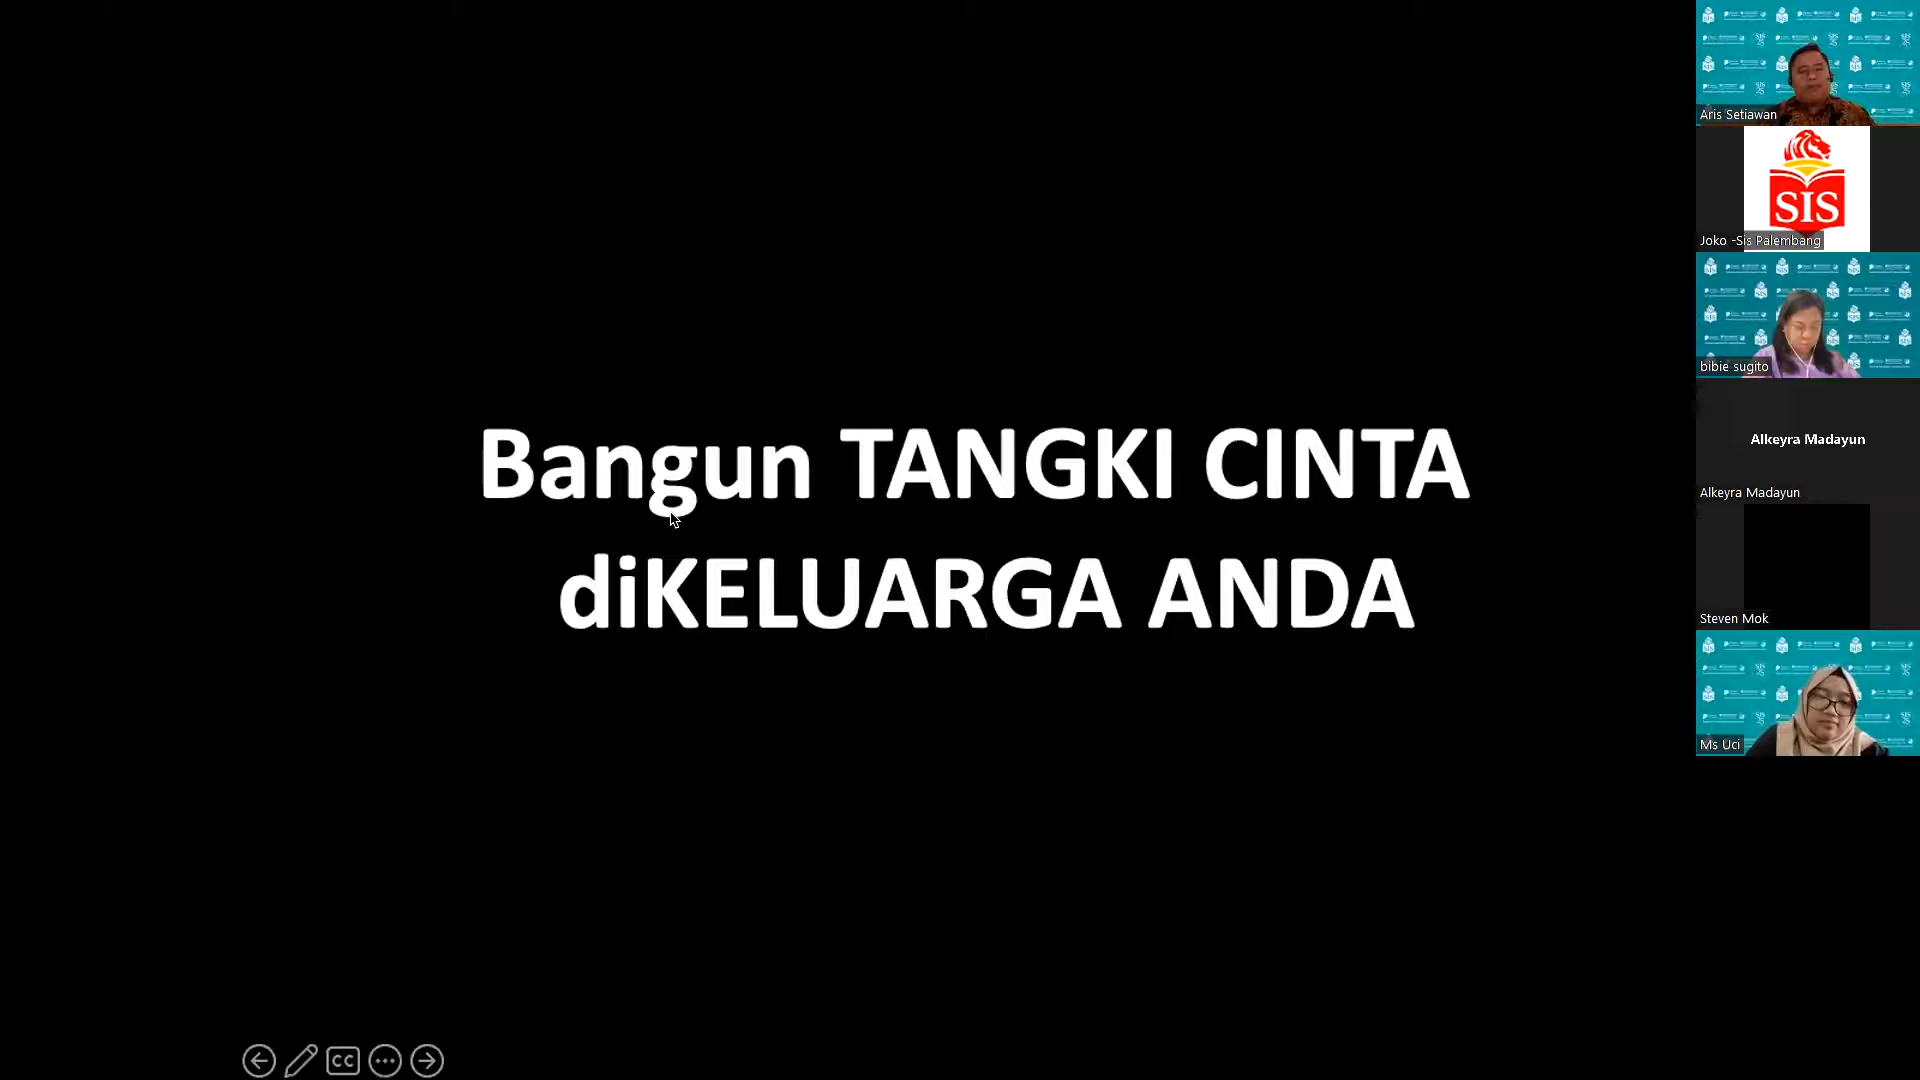 Bangun TANGKI CINTA
diKELUARGA ANDA
Aris Setiawan
SIS
Joko -Sis Palembang
bibie sugito
Alkeyra Madayun
Alkeyra Madayun
Steven Mok
Ms Uci
CC